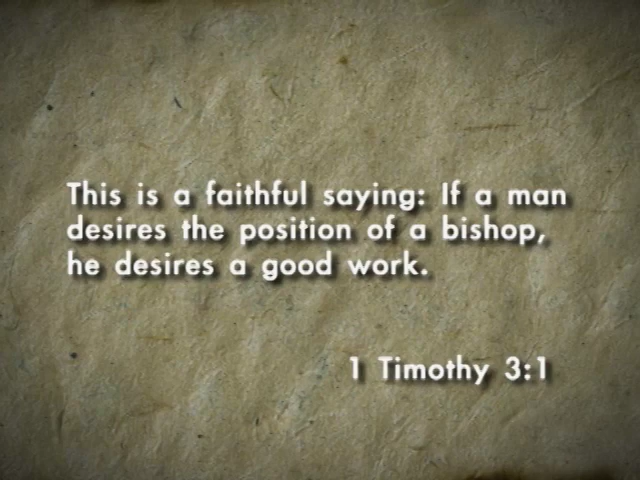 This is a faithful saying: If a man
desires the position of a bishop,
he desires a good work.
1 Timothy 3:1